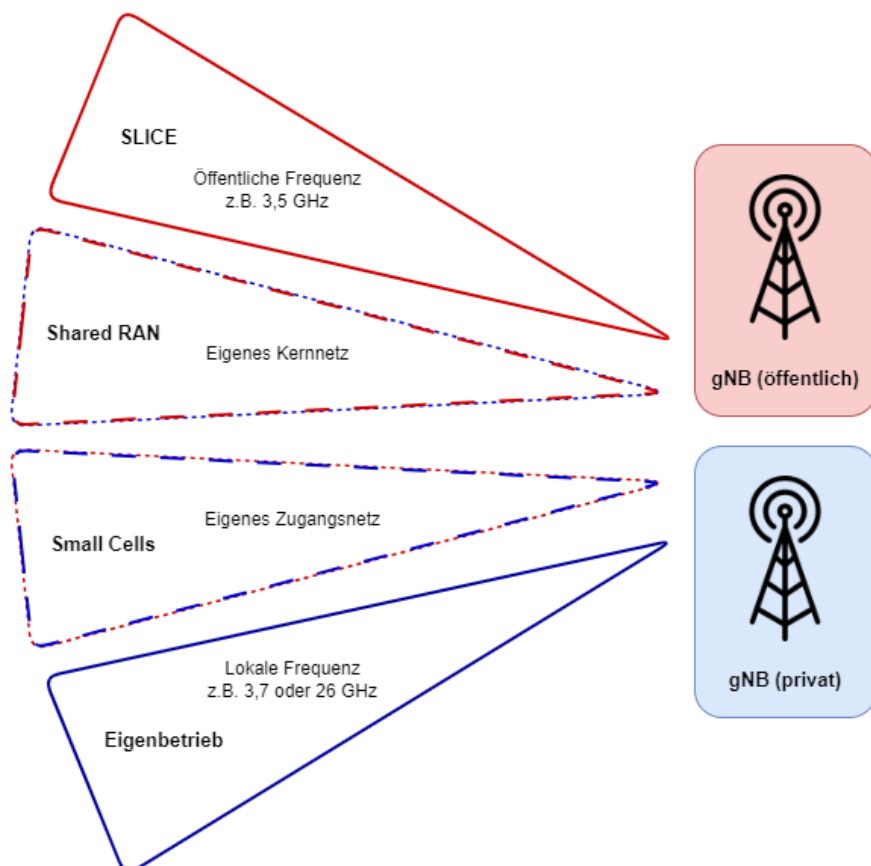 SLICE
Öffentliche Frequenz
z.B. 3,5 GHz
Shared RAN
Eigenes Kernnetz
gNB (öffentlich)
Eigenes Zugangsnetz
Small Cells
Lokale Frequenz
z.B. 3,7 oder 26 GHz
Eigenbetrieb
gNB (privat)